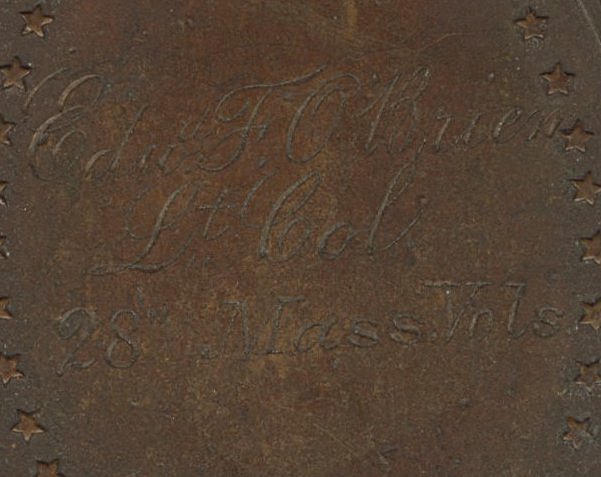 Edwd F. O'Brien
Lt Col.
28th Mass. Vols